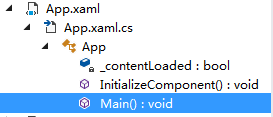 App.xaml
App.xaml.cs
App
_contentLoaded : bool
InitializeComponent() : void
Main() : void